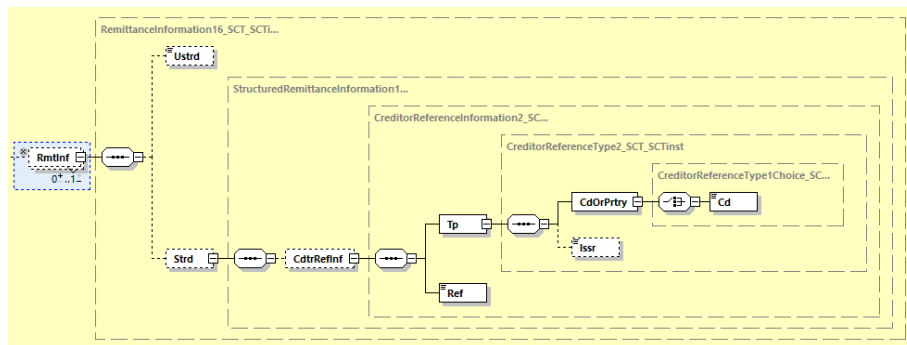 RemittanceInformation16_SCT_SCTi...
Ustrd
StructuredRemittanceInformation1...
CreditorReferenceInformation2_SC...
CreditorReferenceType2_SCT_SCTinst
RmtInf
0..1
CreditorReferenceType1Choice_SC...
CdOrPrtry
Cd
Tp
Issr
Strd
CdtrRefInf
Ref